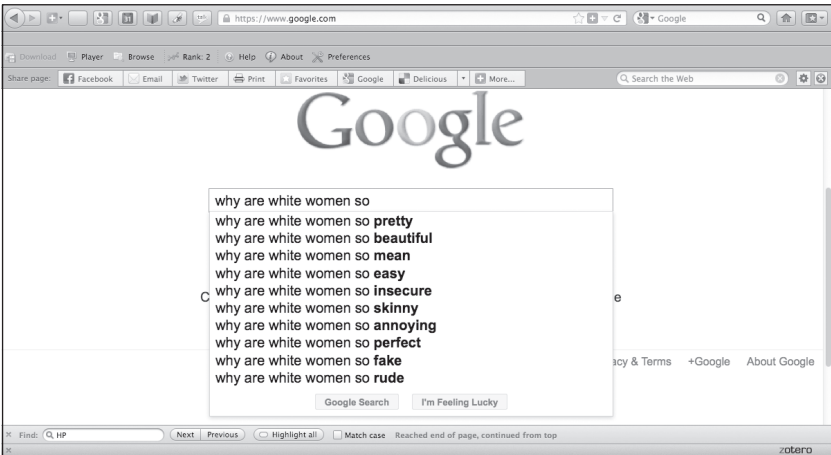 31 https://www.google.com Google
Download Player Browse Rank: 2 Help About Preferences
Share page: Facebook Email Twitter Print Favorites Google Delicious More... Search the Web
Google
why are white women so
why are white women so pretty
why are white women so beautiful
why are white women so mean
why are white women so easy
why are white women so insecure
why are white women so skinny
why are white women so annoying
why are white women so perfect
why are white women so fake
why are white women so rude
Google Search I'm Feeling Lucky
acy & Terms +Google About Google
Find: HP Next Previous Highlight all Match case Reached end of page, continued from top
zotero